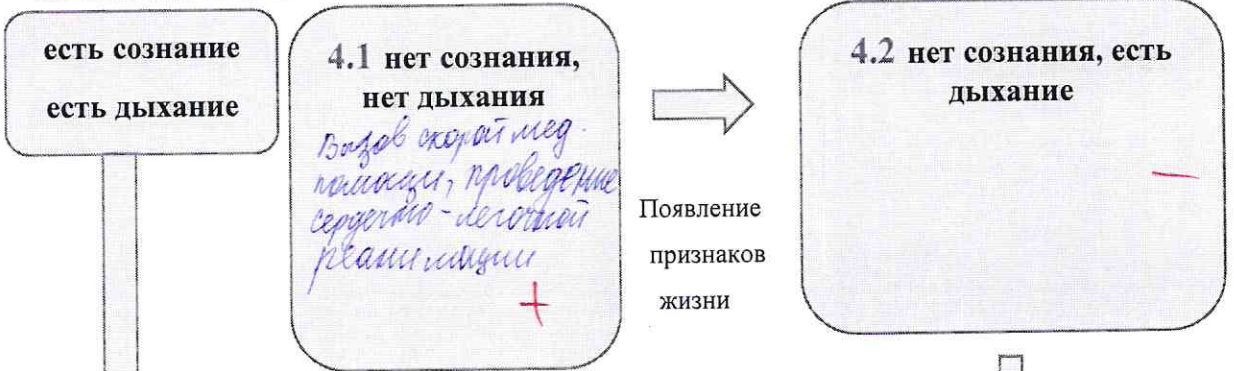 есть сознание
есть дыхание
4.1 нет сознания,
нет дыхания
Вызов скорой мед.
помощи, проведение
сердечно-легочной
реанимации
+
Появление
признаков
жизни
4.2 нет сознания, есть
дыхание
—